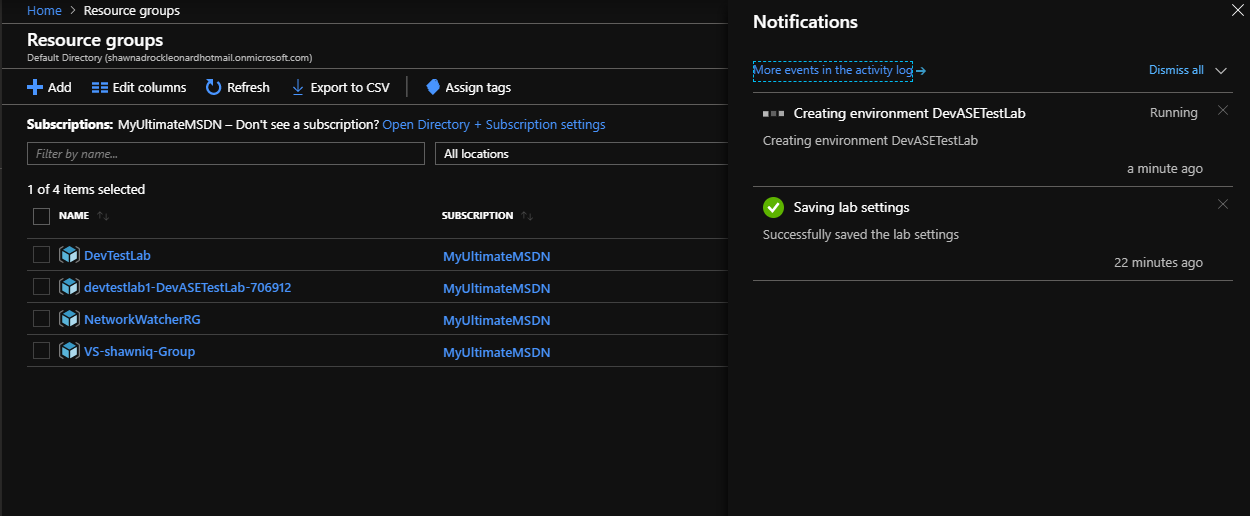 Home > Resource groups
Resource groups
Default Directory (shawnadrockleonardhotmail.onmicrosoft.com)
Add Edit columns Refresh Export to CSV Assign tags
Subscriptions: MyUltimateMSDN – Don't see a subscription? Open Directory + Subscription settings
Filter by name... All locations
1 of 4 items selected
NAME SUBSCRIPTION
DevTestLab MyUltimateMSDN
devtestlab1-DevASETestLab-706912 MyUltimateMSDN
NetworkWatcherRG MyUltimateMSDN
VS-shawniq-Group MyUltimateMSDN
Notifications
More events in the activity log → Dismiss all
Creating environment DevASETestLab Running
Creating environment DevASETestLab
a minute ago
Saving lab settings
Successfully saved the lab settings
22 minutes ago